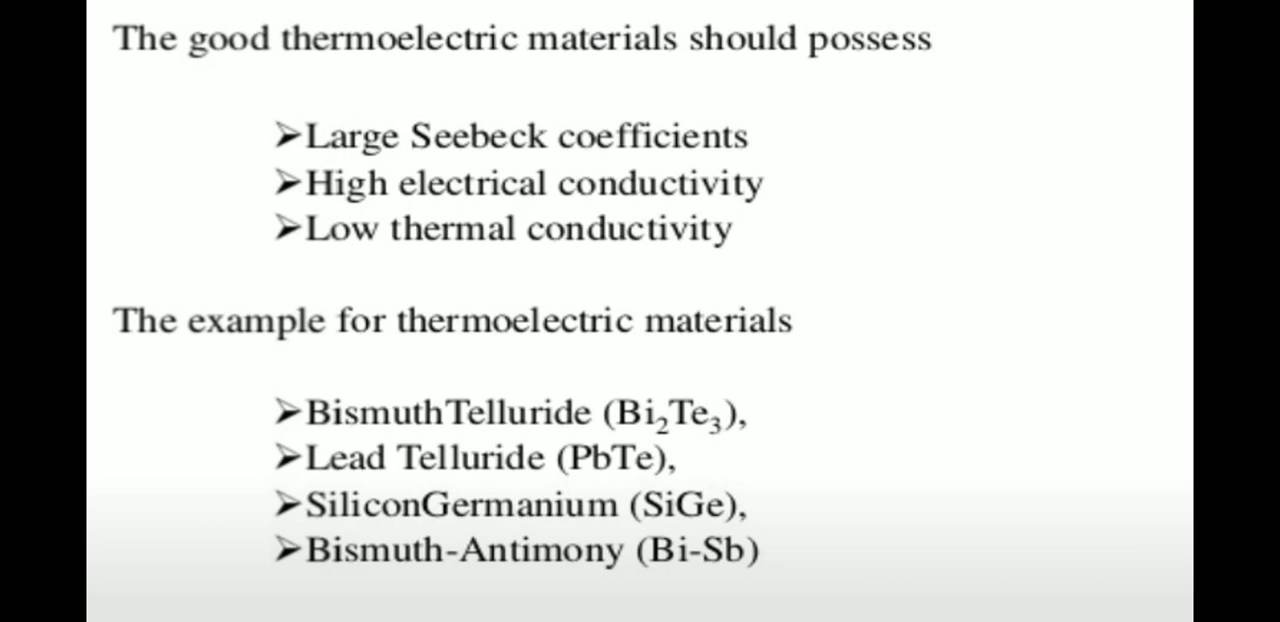 The good thermoelectric materials should possess
➢Large Seebeck coefficients
➢High electrical conductivity
➢Low thermal conductivity
The example for thermoelectric materials
➢BismuthTelluride (Bi₂Te₃),
➢Lead Telluride (PbTe),
➢SiliconGermanium (SiGe),
➢Bismuth-Antimony (Bi-Sb)